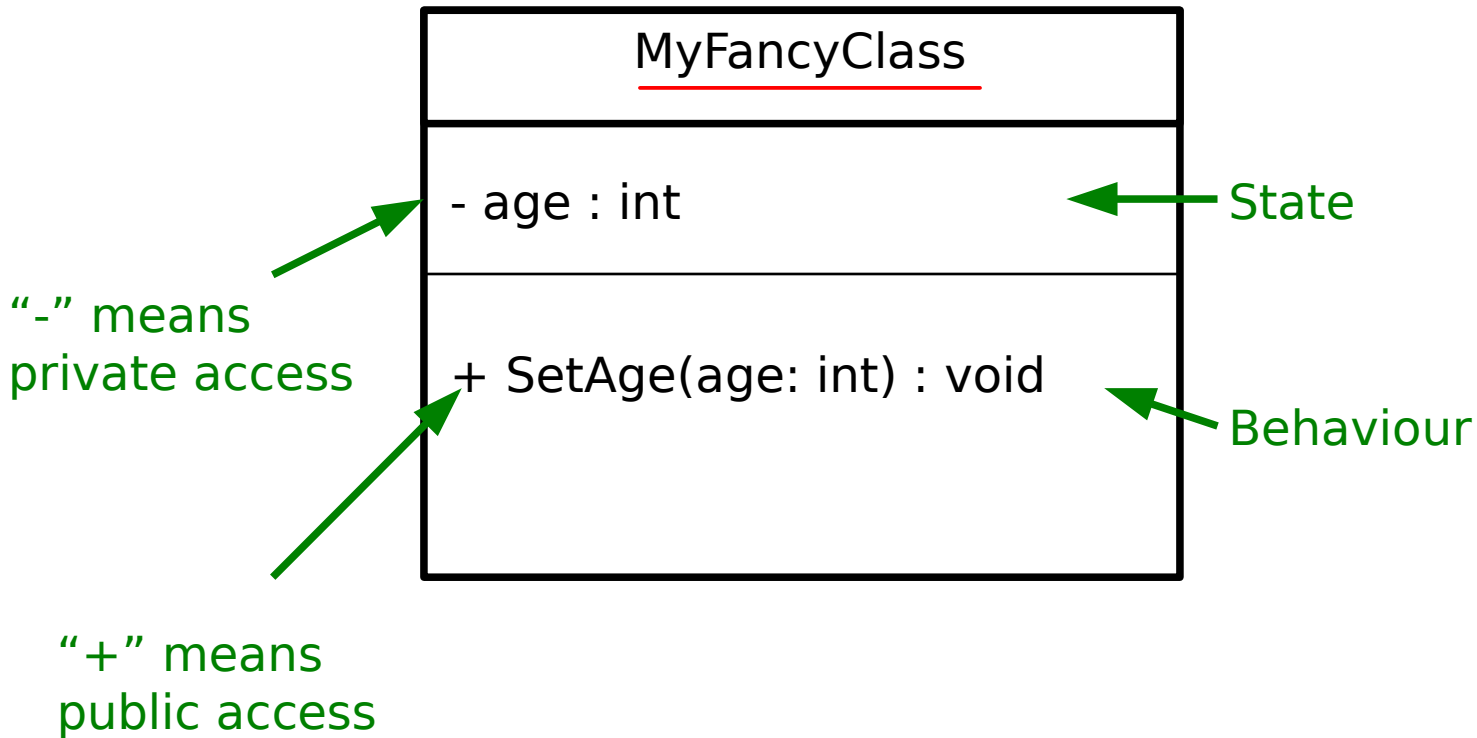 MyFancyClass
- age : int
State
“-” means
private access
+ SetAge(age: int) : void
Behaviour
“+” means
public access